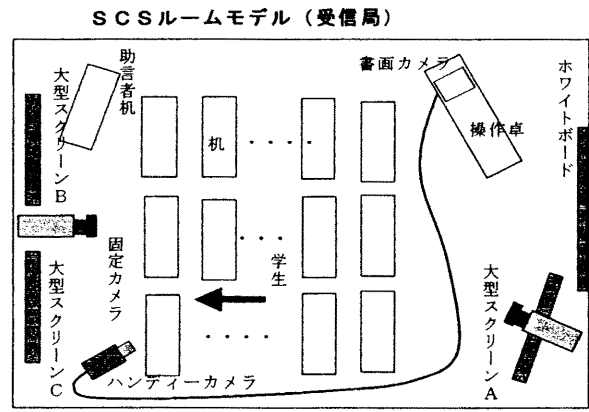 ＳＣＳルームモデル（受信局）
大型スクリーンB
助言者机
書画カメラ
操作卓
ホワイトボード
机
・・・・
固定カメラ
・・・
学生
大型スクリーンC
・・・・
ハンディーカメラ
大型スクリーンA